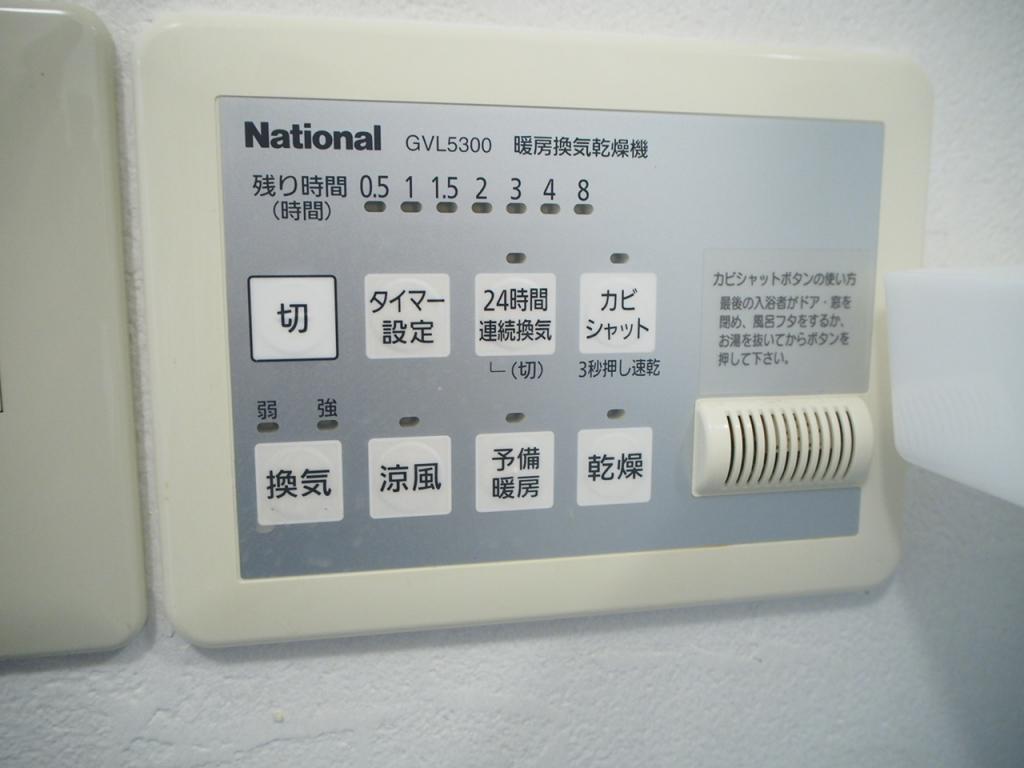 National GVL5300 暖房換気乾燥機
残り時間 0.5 1 1.5 2 3 4 8
(時間)
切
タイマー
設定
24時間
連続換気
(切)
カビ
シャット
3秒押し速乾
カビシャットボタンの使い方
最後の入浴者がドア・窓を
閉め、風呂フタをするか、
お湯を抜いてからボタンを
押して下さい。
弱 強
換気
涼風
予備
暖房
乾燥